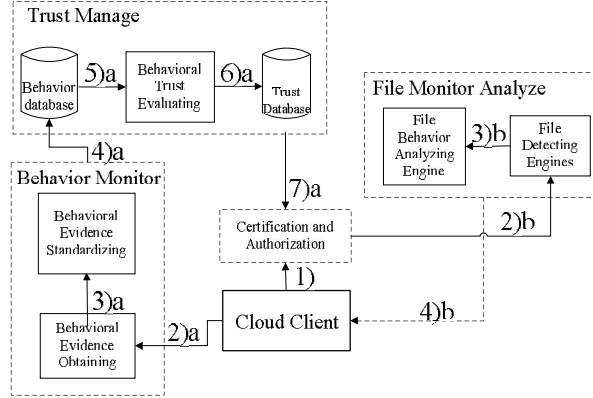 Trust Manage
Behavior
database
5)a
Behavioral
Trust
Evaluating
6)a
Trust
Database
File Monitor Analyze
File
Behavior
Analyzing
Engine
3)b
File
Detecting
Engines
4)a
Behavior Monitor
Behavioral
Evidence
Standardizing
3)a
Behavioral
Evidence
Obtaining
7)a
Certification and
Authorization
2)b
1)
Cloud Client
2)a
4)b